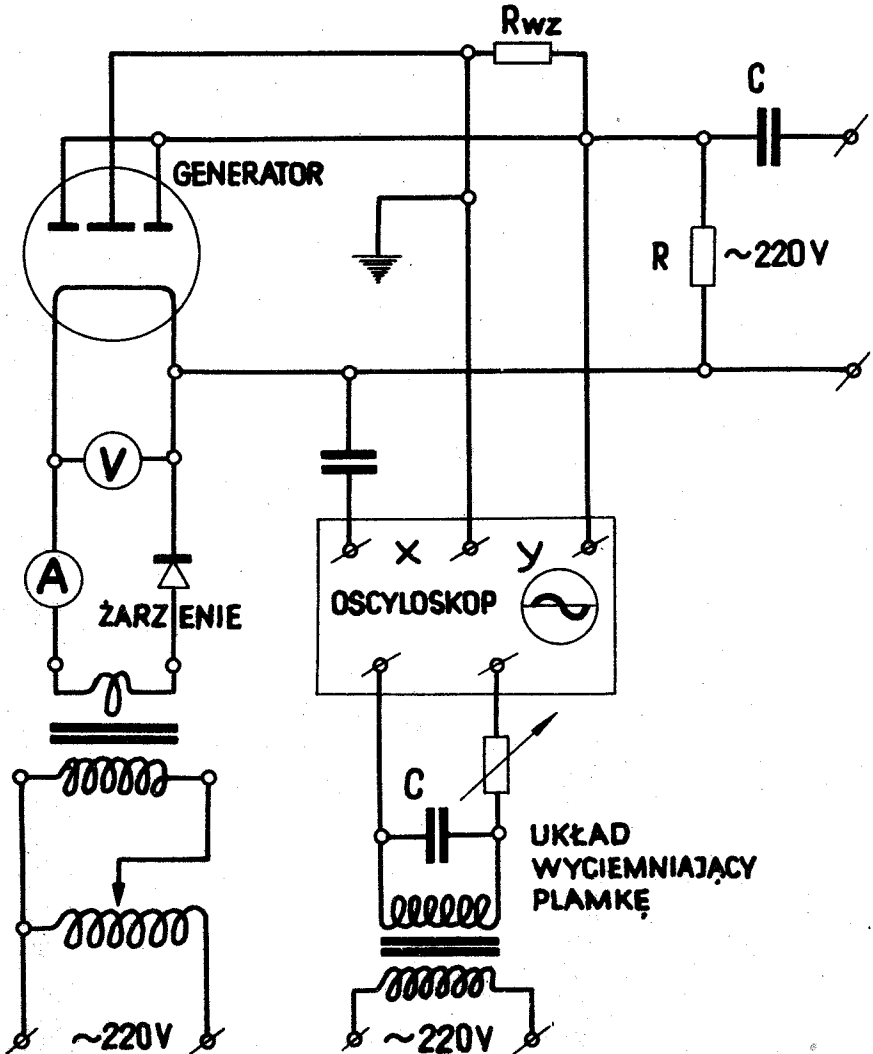 Rwz
C
GENERATOR
R ~220V
V
A
X Y
ŻARZENIE
OSCYLOSKOP
C
UKŁAD
WYCIEMNIAJĄCY
PLAMKĘ
~220V
~220V